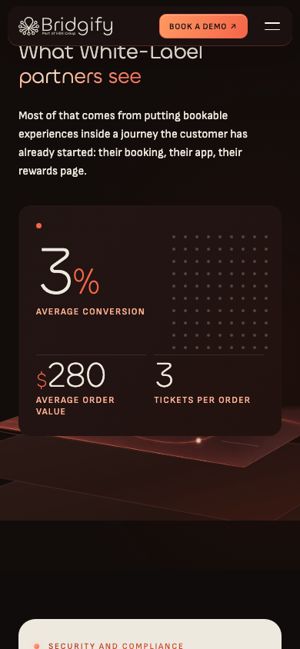 Bridgify
Part of HBX Group
BOOK A DEMO ↗
What White-Label
partners see
Most of that comes from putting bookable
experiences inside a journey the customer has
already started: their booking, their app, their
rewards page.
3%
AVERAGE CONVERSION
$280
AVERAGE ORDER
VALUE
3
TICKETS PER ORDER
SECURITY AND COMPLIANCE